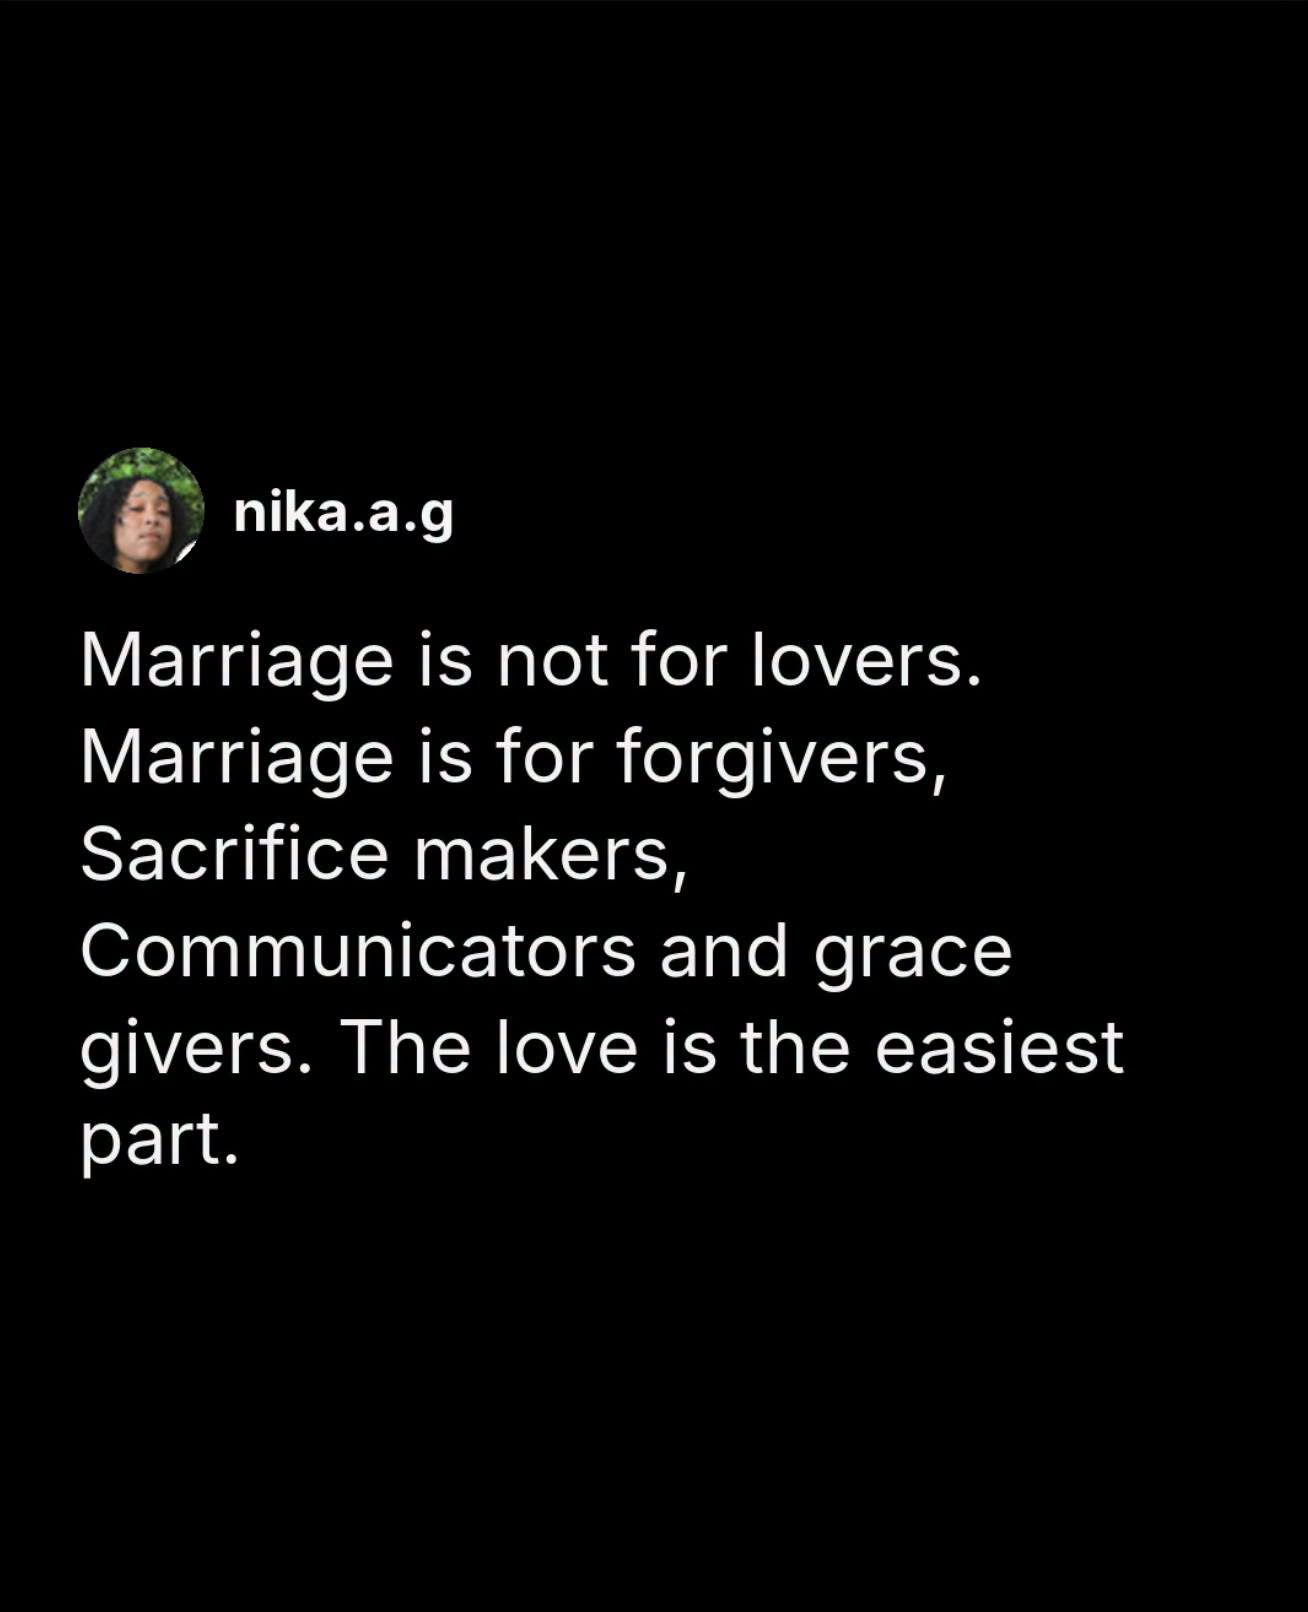 nika.a.g
Marriage is not for lovers.
Marriage is for forgivers,
Sacrifice makers,
Communicators and grace
givers. The love is the easiest
part.